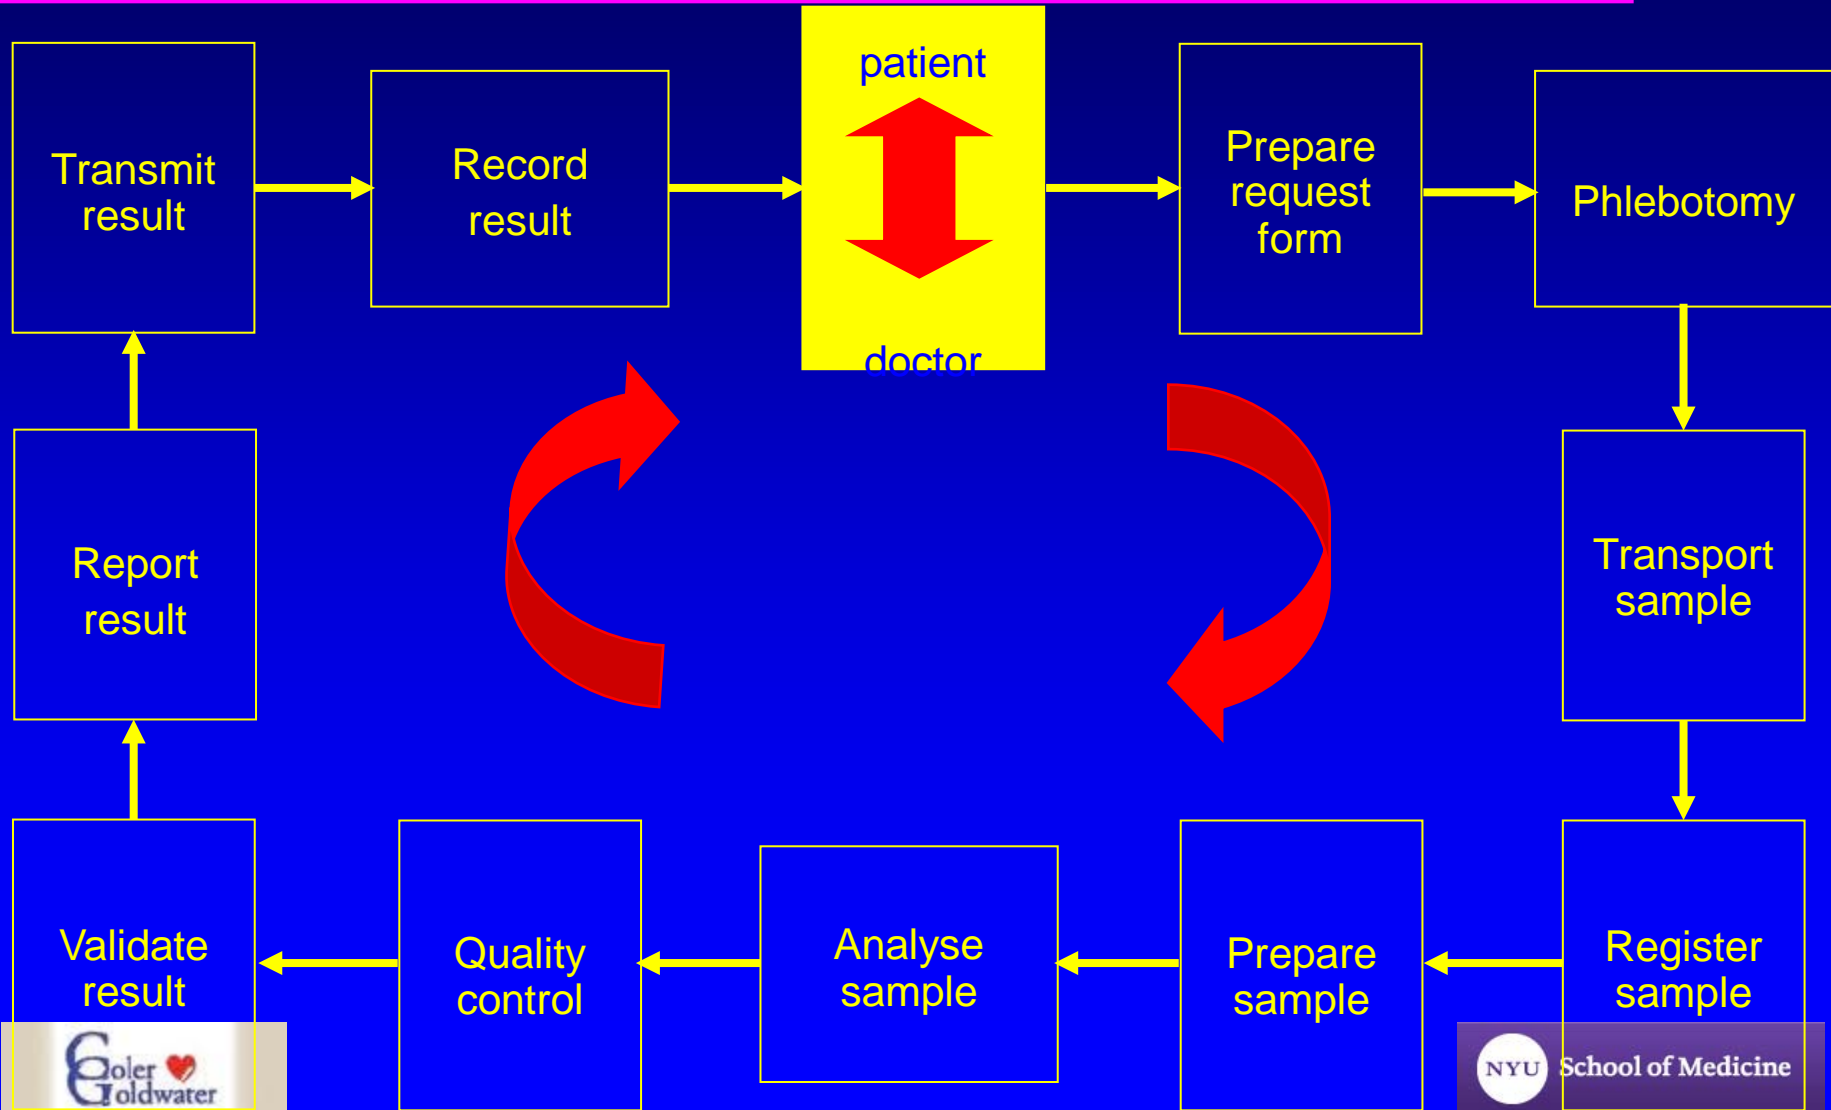 patient
doctor
Prepare
request
form
Phlebotomy
Transport
sample
Register
sample
Prepare
sample
Analyse
sample
Quality
control
Validate
result
Report
result
Transmit
result
Record
result
Coler
Goldwater
NYU School of Medicine